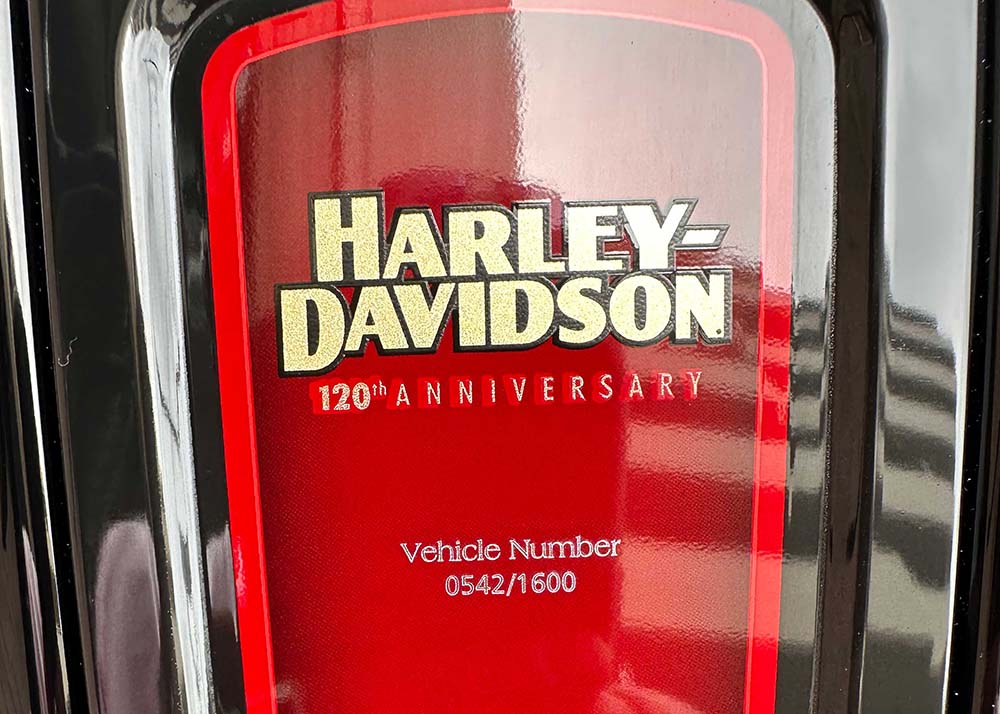 HARLEY-
DAVIDSON
120th ANNIVERSARY
Vehicle Number
0542/1600